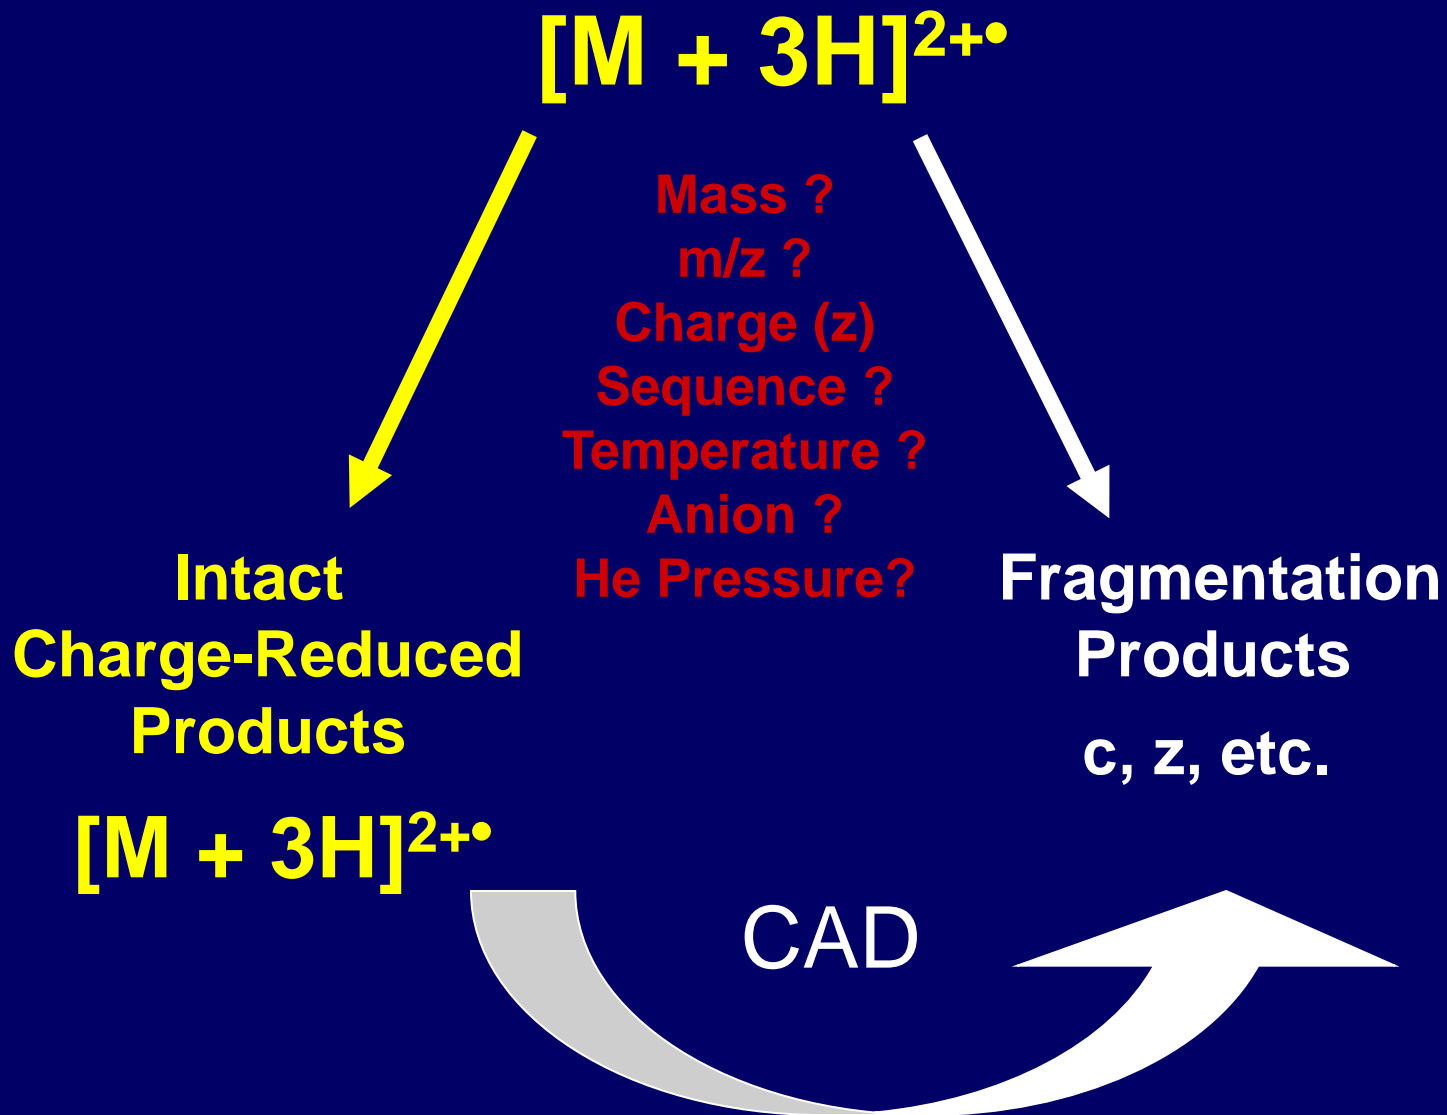 [M + 3H]²⁺•
Mass ?
m/z ?
Charge (z)
Sequence ?
Temperature ?
Anion ?
He Pressure?
Intact
Charge-Reduced
Products
[M + 3H]²⁺•
Fragmentation
Products
c, z, etc.
CAD